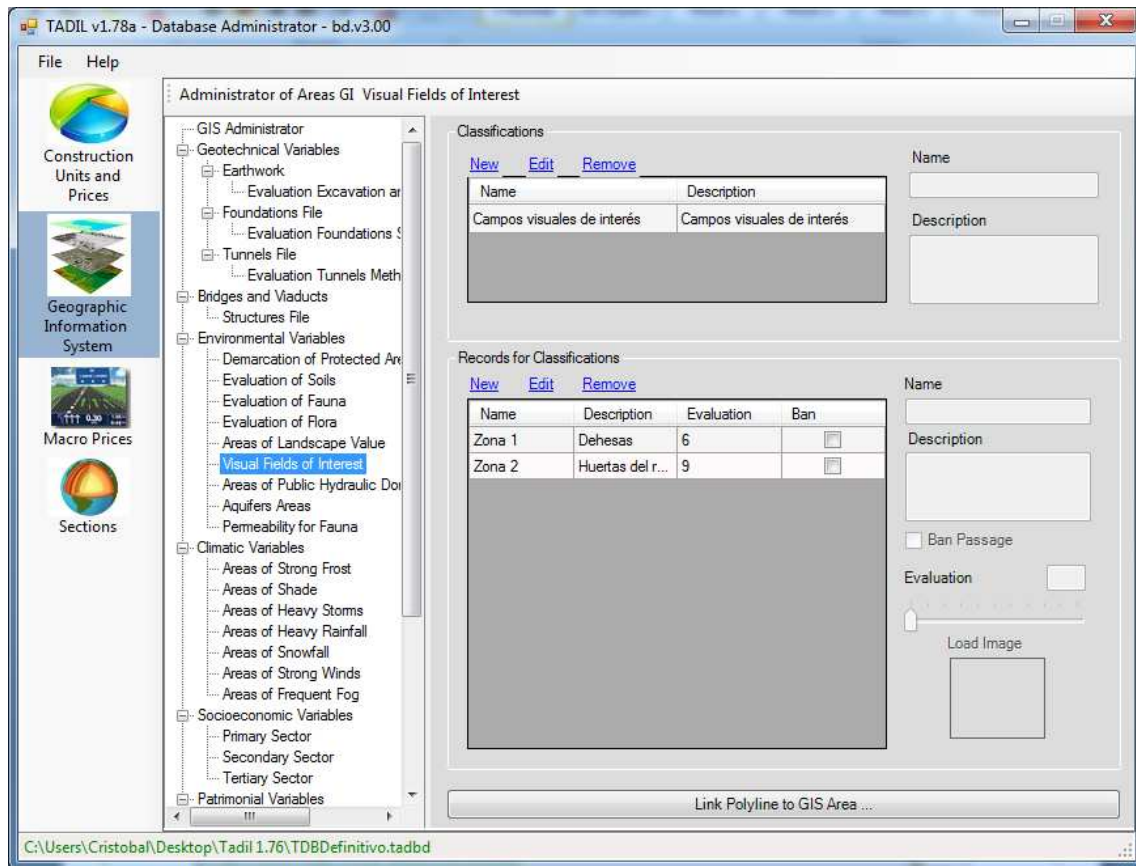 TADIL v1.78a - Database Administrator - bd.v3.00
File Help
Construction
Units and
Prices
Geographic
Information
System
Macro Prices
Sections
Administrator of Areas GI Visual Fields of Interest
GIS Administrator
Geotechnical Variables
Earthwork
Evaluation Excavation ar
Foundations File
Evaluation Foundations S
Tunnels File
Evaluation Tunnels Meth
Bridges and Viaducts
Structures File
Environmental Variables
Demarcation of Protected Are
Evaluation of Soils
Evaluation of Fauna
Evaluation of Flora
Areas of Landscape Value
Visual Fields of Interest
Areas of Public Hydraulic Dor
Aquifers Areas
Permeability for Fauna
Climatic Variables
Areas of Strong Frost
Areas of Shade
Areas of Heavy Storms
Areas of Heavy Rainfall
Areas of Snowfall
Areas of Strong Winds
Areas of Frequent Fog
Socioeconomic Variables
Primary Sector
Secondary Sector
Tertiary Sector
Patrimonial Variables
Classifications
New Edit Remove
Name Description
Campos visuales de interés Campos visuales de interés
Name
Description
Records for Classifications
New Edit Remove
Name Description Evaluation Ban
Zona 1 Dehesas 6
Zona 2 Huertas del r... 9
Name
Description
Ban Passage
Evaluation
Load Image
Link Polyline to GIS Area ...
C:\Users\Cristobal\Desktop\Tadil 1.76\TDBDefinitivo.tadbd